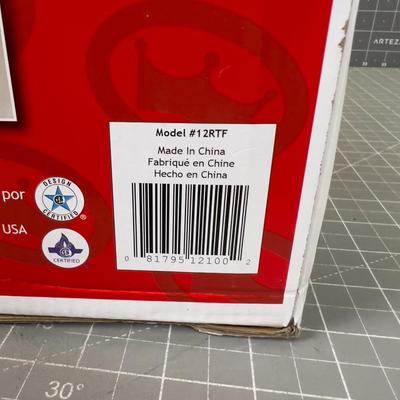 Model #12RTF
Made In China
Fabriqué en Chine
Hecho en China
0 81795 12100 2
por
USA
DESIGN
CERTIFIED
®
CERTIFIED
ARTEZA
30°